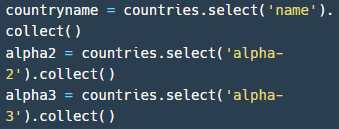 countryname = countries.select('name').
collect()
alpha2 = countries.select('alpha-
2').collect()
alpha3 = countries.select('alpha-
3').collect()